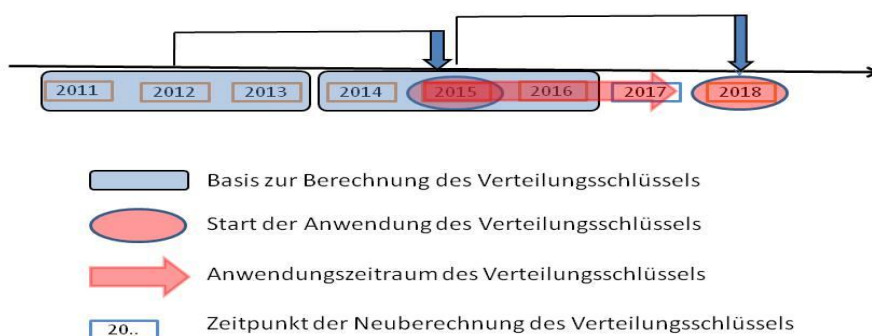 2011 2012 2013 2014 2015 2016 2017 2018
Basis zur Berechnung des Verteilungsschlüssels
Start der Anwendung des Verteilungsschlüssels
Anwendungszeitraum des Verteilungsschlüssels
20.. Zeitpunkt der Neuberechnung des Verteilungsschlüssels